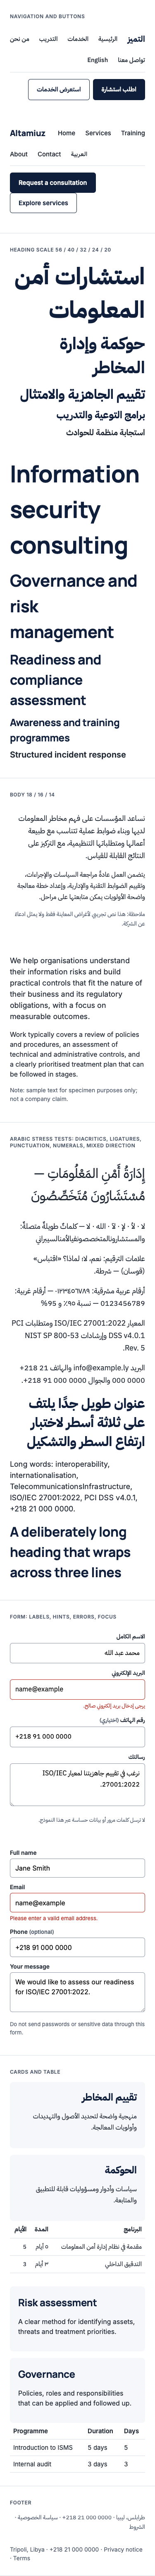 NAVIGATION AND BUTTONS
التميز الرئيسية الخدمات التدريب من نحن
تواصل معنا English
اطلب استشارة استعرض الخدمات
Altamiuz Home Services Training
About Contact العربية
Request a consultation
Explore services
HEADING SCALE 56 / 40 / 32 / 24 / 20
استشارات أمن
المعلومات
حوكمة وإدارة
المخاطر
تقييم الجاهزية والامتثال
برامج التوعية والتدريب
استجابة منظمة للحوادث
Information
security
consulting
Governance and
risk
management
Readiness and
compliance
assessment
Awareness and training
programmes
Structured incident response
BODY 18 / 16 / 14
نساعد المؤسسات على فهم مخاطر المعلومات
لديها وبناء ضوابط عملية تتناسب مع طبيعة
أعمالها ومتطلباتها التنظيمية، مع التركيز على
النتائج القابلة للقياس.
يتضمن العمل عادةً مراجعة السياسات والإجراءات،
وتقييم الضوابط التقنية والإدارية، وإعداد خطة معالجة
واضحة الأولويات يمكن متابعتها على مراحل.
ملاحظة: هذا نص تجريبي لأغراض المعاينة فقط ولا يمثل ادعاءً
عن الشركة.
We help organisations understand
their information risks and build
practical controls that fit the nature of
their business and its regulatory
obligations, with a focus on
measurable outcomes.
Work typically covers a review of policies
and procedures, an assessment of
technical and administrative controls, and
a clearly prioritised treatment plan that can
be followed in stages.
Note: sample text for specimen purposes only;
not a company claim.
ARABIC STRESS TESTS: DIACRITICS, LIGATURES,
PUNCTUATION, NUMERALS, MIXED DIRECTION
إِدَارَةُ أَمْنِ المَعْلُومَاتِ —
مُسْتَشَارُونَ مُتَخَصِّصُونَ
لا · لأ · لإ · لآ · الله · لا — كلماتٌ طويلةٌ متصلةٌ:
والمستشارونالمتخصصونفيالأمنالسيبراني
علامات الترقيم: نعم، لا؛ لماذا؟ «اقتباس»
(قوسان) — شرطة.
أرقام عربية مشرقية: ٠١٢٣٤٥٦٧٨٩ — أرقام غربية:
0123456789 — نسبة ٩٥٪ و 95%
المعيار ISO/IEC 27001:2022 ومتطلبات PCI
DSS v4.0.1 وإرشادات NIST SP 800-53
Rev. 5.
البريد info@example.ly والهاتف 21 218+
000 0000 والجوال 0000 000 91 218+.
عنوان طويل جدًا يلتف
على ثلاثة أسطر لاختبار
ارتفاع السطر والتشكيل
Long words: interoperability,
internationalisation,
TelecommunicationsInfrastructure,
ISO/IEC 27001:2022, PCI DSS v4.0.1,
+218 21 000 0000.
A deliberately long
heading that wraps
across three lines
FORM: LABELS, HINTS, ERRORS, FOCUS
الاسم الكامل
محمد عبد الله
البريد الإلكتروني
name@example
يرجى إدخال بريد إلكتروني صالح.
رقم الهاتف (اختياري)
+218 91 000 0000
رسالتك
نرغب في تقييم جاهزيتنا لمعيار ISO/IEC
27001:2022.
لا ترسل كلمات مرور أو بيانات حساسة عبر هذا النموذج.
Full name
Jane Smith
Email
name@example
Please enter a valid email address.
Phone (optional)
+218 91 000 0000
Your message
We would like to assess our readiness
for ISO/IEC 27001:2022.
Do not send passwords or sensitive data through this
form.
CARDS AND TABLE
تقييم المخاطر
منهجية واضحة لتحديد الأصول والتهديدات
وأولويات المعالجة.
الحوكمة
سياسات وأدوار ومسؤوليات قابلة للتطبيق
والمتابعة.
البرنامج المدة الأيام
مقدمة في نظام إدارة أمن المعلومات ٥ أيام 5
التدقيق الداخلي ٣ أيام 3
Risk assessment
A clear method for identifying assets,
threats and treatment priorities.
Governance
Policies, roles and responsibilities
that can be applied and followed up.
Programme Duration Days
Introduction to ISMS 5 days 5
Internal audit 3 days 3
FOOTER
طرابلس، ليبيا · 0000 000 21 218+ · سياسة الخصوصية ·
الشروط
Tripoli, Libya · +218 21 000 0000 · Privacy notice
· Terms